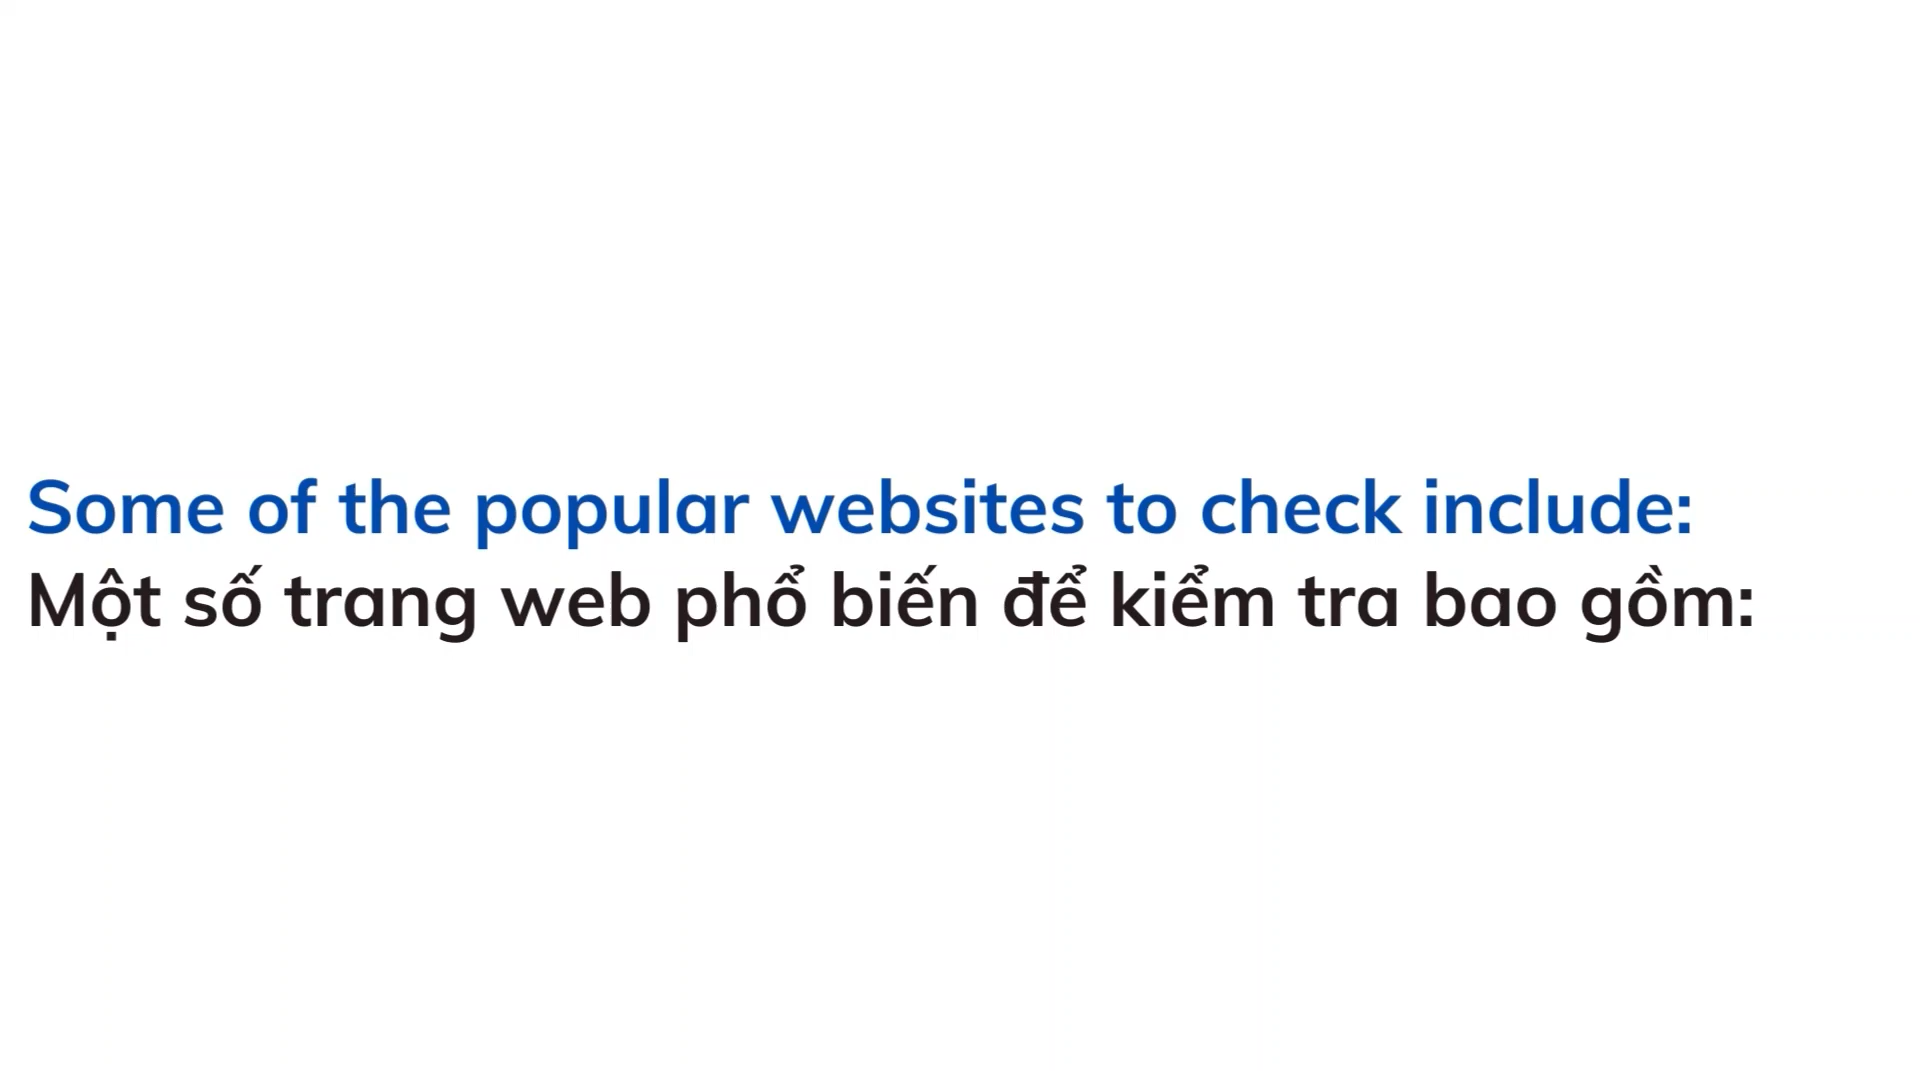 Some of the popular websites to check include:
Một số trang web phổ biến để kiểm tra bao gồm: